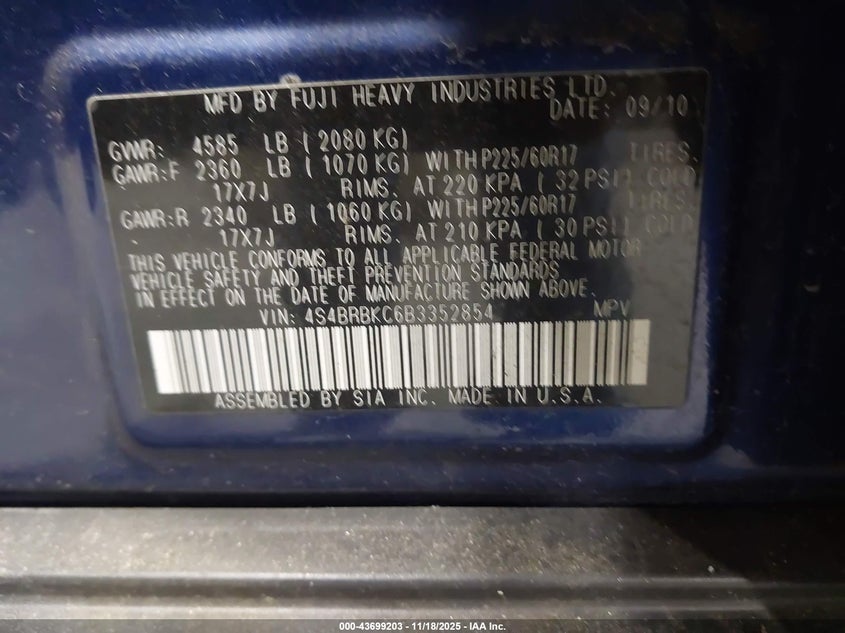 MFD BY FUJI HEAVY INDUSTRIES LTD.
DATE: 09/10
GVWR: 4585 LB ( 2080 KG)
GAWR:F 2360 LB ( 1070 KG) WITH P225/60R17 TIRES.
17X7J RIMS. AT 220 KPA ( 32 PSI) COLD
GAWR:R 2340 LB ( 1060 KG) WITH P225/60R17 TIRES.
17X7J RIMS. AT 210 KPA ( 30 PSI) COLD
THIS VEHICLE CONFORMS TO ALL APPLICABLE FEDERAL MOTOR
VEHICLE SAFETY AND THEFT PREVENTION STANDARDS
IN EFFECT ON THE DATE OF MANUFACTURE SHOWN ABOVE.
VIN: 4S4BRBKC6B3352854 MPV
ASSEMBLED BY SIA INC. MADE IN U.S.A.
000-43699203 - 11/18/2025 - IAA Inc.